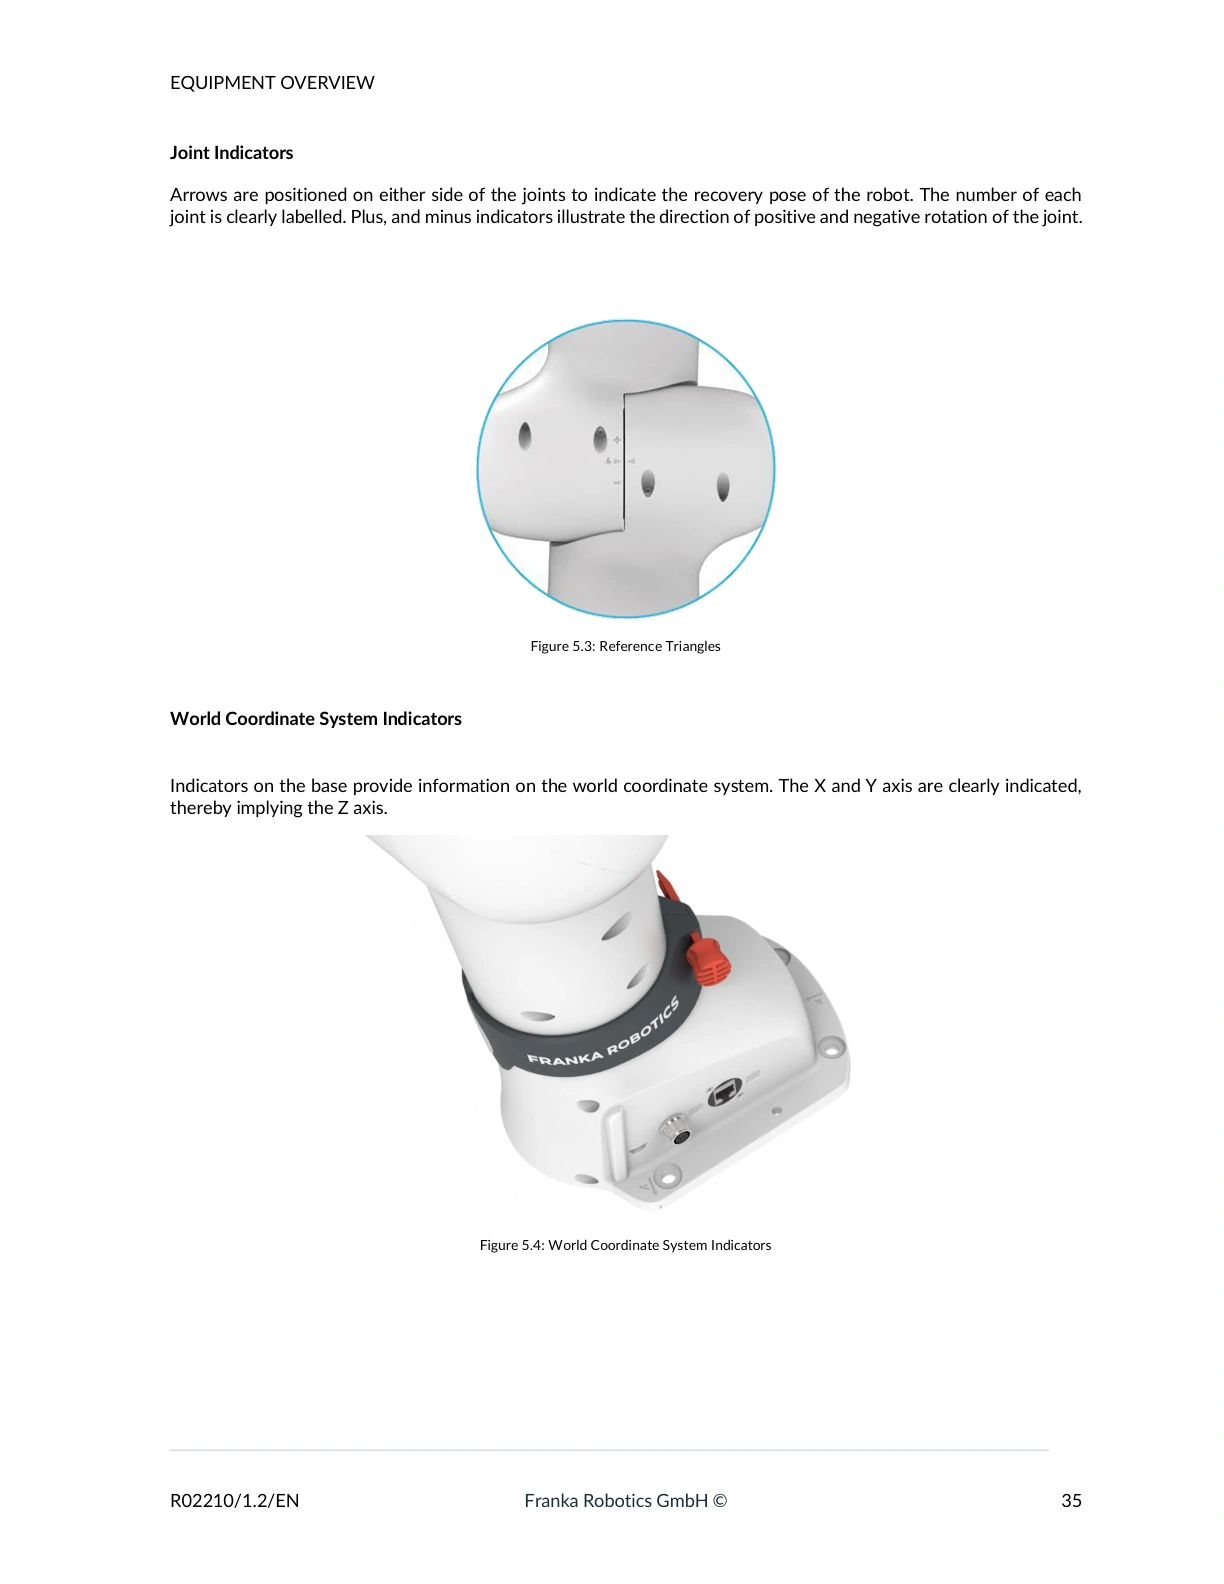 EQUIPMENT OVERVIEW
Joint Indicators
Arrows are positioned on either side of the joints to indicate the recovery pose of the robot. The number of each
joint is clearly labelled. Plus, and minus indicators illustrate the direction of positive and negative rotation of the joint.
Figure 5.3: Reference Triangles
World Coordinate System Indicators
Indicators on the base provide information on the world coordinate system. The X and Y axis are clearly indicated,
thereby implying the Z axis.
FRANKA ROBOTICS
Figure 5.4: World Coordinate System Indicators
R02210/1.2/EN
Franka Robotics GmbH ©
35